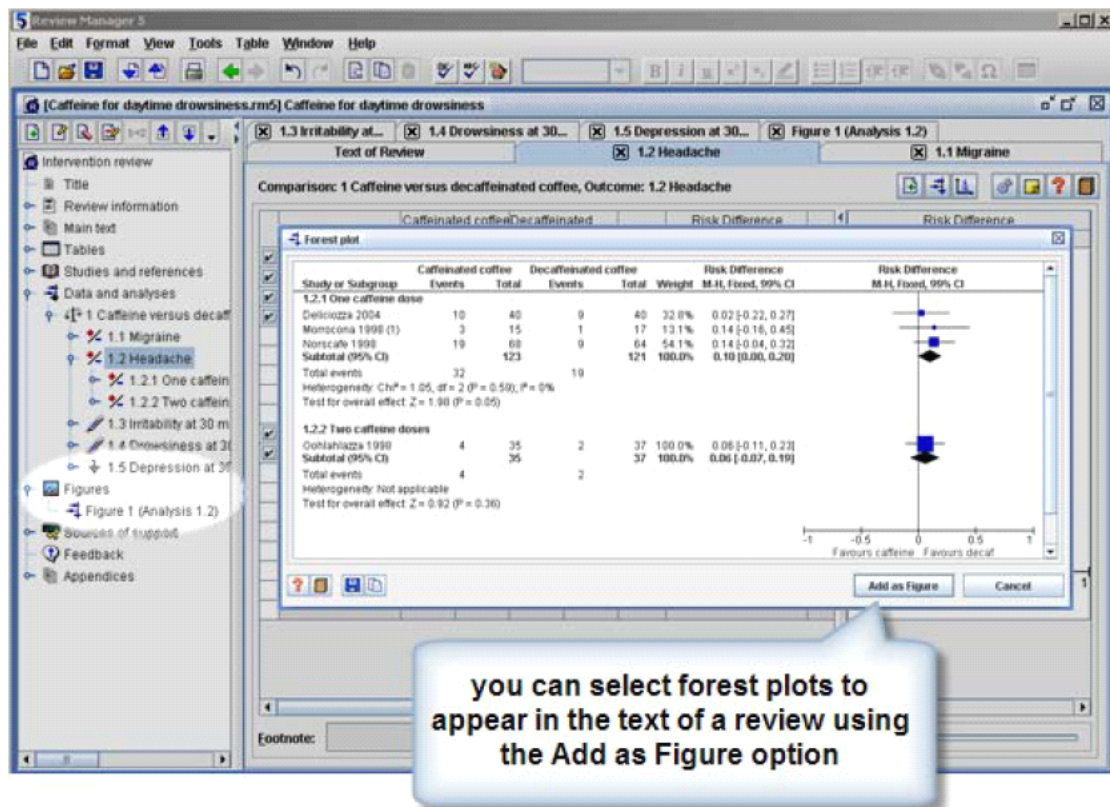 Review Manager 5
File Edit Format View Tools Table Window Help
[Caffeine for daytime drowsiness.rm5] Caffeine for daytime drowsiness
1.3 Irritability at... 1.4 Drowsiness at 30... 1.5 Depression at 30... Figure 1 (Analysis 1.2)
Text of Review 1.2 Headache 1.1 Migraine
Intervention review
Title
Review information
Main text
Tables
Studies and references
Data and analyses
1 Caffeine versus decaff
1.1 Migraine
1.2 Headache
1.2.1 One caffein
1.2.2 Two caffein
1.3 Irritability at 30 m
1.4 Drowsiness at 30
1.5 Depression at 30
Figures
Figure 1 (Analysis 1.2)
Sources of support
Feedback
Appendices
Comparison: 1 Caffeine versus decaffeinated coffee, Outcome: 1.2 Headache
Caffeinated coffee Decaffeinated Risk Difference Risk Difference
Forest plot
Caffeinated coffee Decaffeinated coffee Risk Difference Risk Difference
Study or Subgroup Events Total Events Total Weight M-H, Fixed, 99% CI M-H, Fixed, 99% CI
1.2.1 One caffeine dose
Deliciozza 2004 10 40 9 40 32.8% 0.02 [-0.22, 0.27]
Morrocona 1998 (1) 3 15 1 17 13.1% 0.14 [-0.16, 0.45]
Norscafe 1998 19 68 9 64 54.1% 0.14 [-0.04, 0.32]
Subtotal (95% CI) 123 121 100.0% 0.10 [0.00, 0.20]
Total events 32 19
Heterogeneity: Chi² = 1.05, df = 2 (P = 0.59); I² = 0%
Test for overall effect: Z = 1.98 (P = 0.05)
1.2.2 Two caffeine doses
Oohlahlazza 1998 4 35 2 37 100.0% 0.06 [-0.11, 0.23]
Subtotal (95% CI) 35 37 100.0% 0.06 [-0.07, 0.19]
Total events 4 2
Heterogeneity: Not applicable
Test for overall effect: Z = 0.92 (P = 0.36)
-1 -0.5 0 0.5 1
Favours caffeine Favours decaf
Add as Figure Cancel
1
you can select forest plots to
appear in the text of a review using
the Add as Figure option
Footnote: